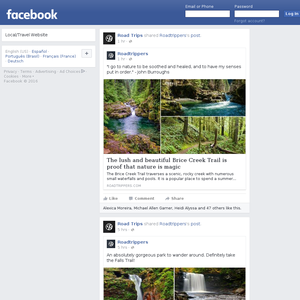 facebook
Email or Phone
Password
Log In
Local/Travel Website
Road Trips shared Roadtrippers's post.
Roadtrippers
"I go to nature to be soothed and healed, and to have my senses
put in order." - John Burroughs
English (US) · Español ·
Português (Brasil) · Français (France)
· Deutsch
Privacy · Terms · Advertising · Ad Choices
Cookies · More
Facebook © 2016
The lush and beautiful Brice Creek Trail is
proof that nature is magic
The Brice Creek Trail traverses a scenic, rocky creek with numerous
small waterfalls and pools. It is a popular place to spend a summer...
ROADTRIPPERS.COM
Like Comment Share
Michael Allen Garner, Heidi Alyssa and 47 others like this.
Road Trips shared Roadtrippers's post.
Roadtrippers
An absolutely gorgeous park to wander around. Definitely take
the Falls Trail!